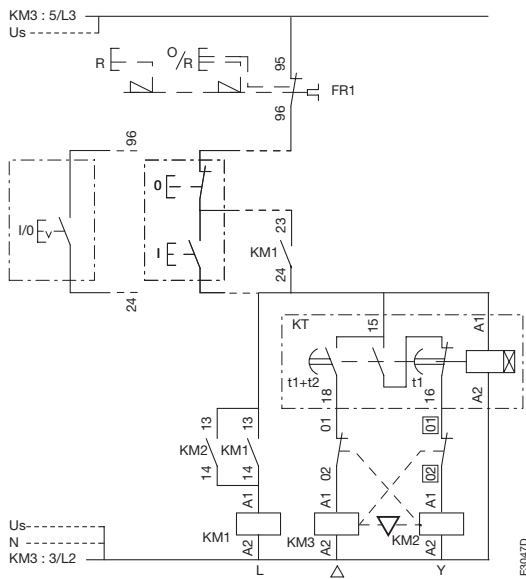 KM3 : 5/L3
Us
R
O/R
95
FR1
96
96
0
I/0
I
KM1
23
24
24
KT
15
A1
t1+t2
t1
18
16
A2
01
01
13
13
KM2
KM1
14
14
02
02
A1
A1
A1
Us
N
KM3 : 3/L2
KM1
A2
KM3
A2
KM2
A2
L
Y
F3947D